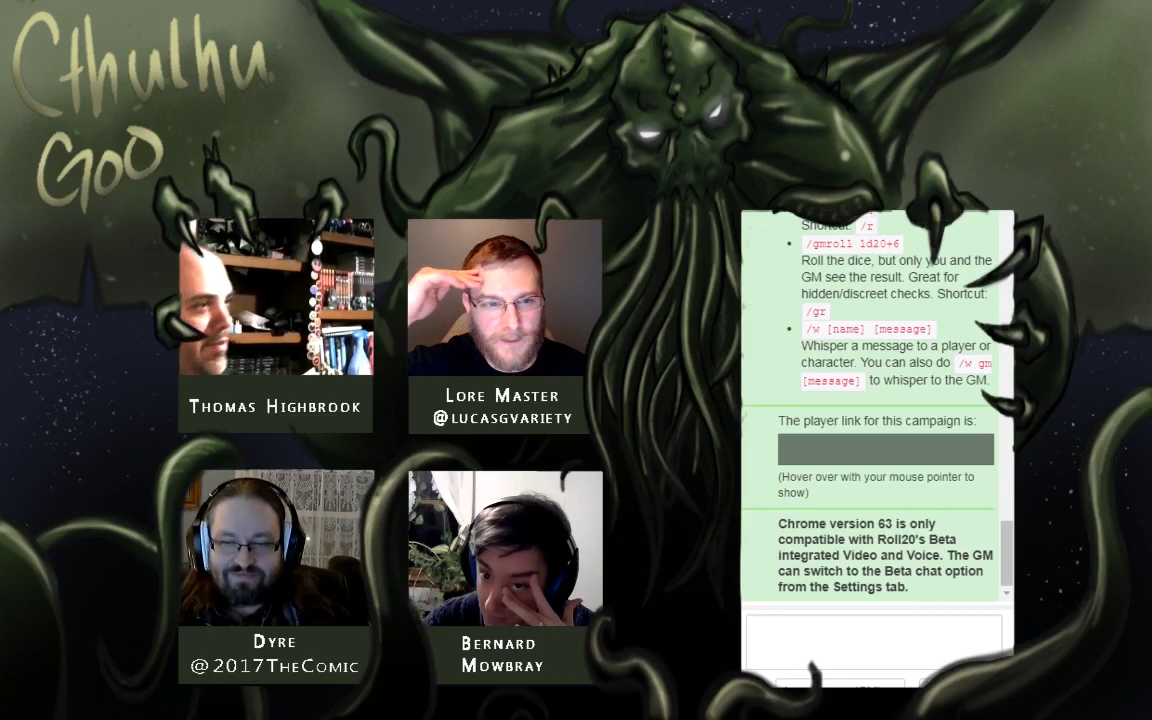 Cthulhu
Goo
Thomas Highbrook
Lore Master
@lucasgvariety
Dyre
@2017TheComic
Bernard
Mowbray
Shortcut: /r
/gmroll 1d20+6
Roll the dice, but only you and the
GM see the result. Great for
hidden/discreet checks. Shortcut:
/gr
/w [name] [message]
Whisper a message to a player or
character. You can also do /w gm
[message] to whisper to the GM.
The player link for this campaign is:
(Hover over with your mouse pointer to
show)
Chrome version 63 is only
compatible with Roll20's Beta
integrated Video and Voice. The GM
can switch to the Beta chat option
from the Settings tab.